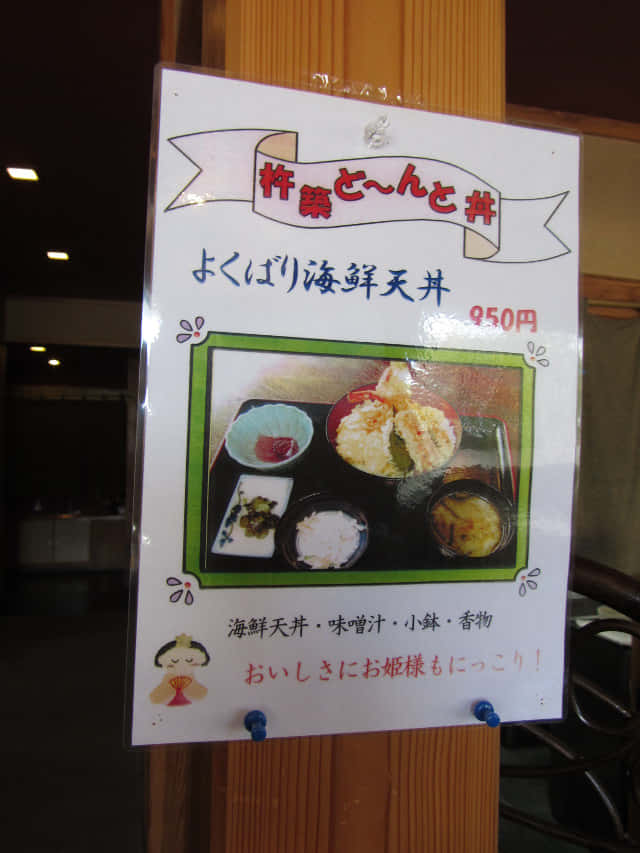 杵築ど～んと丼
よくばり海鮮天丼
950円
海鮮天丼・味噌汁・小鉢・香物
おいしさにお姫様もにっこり！